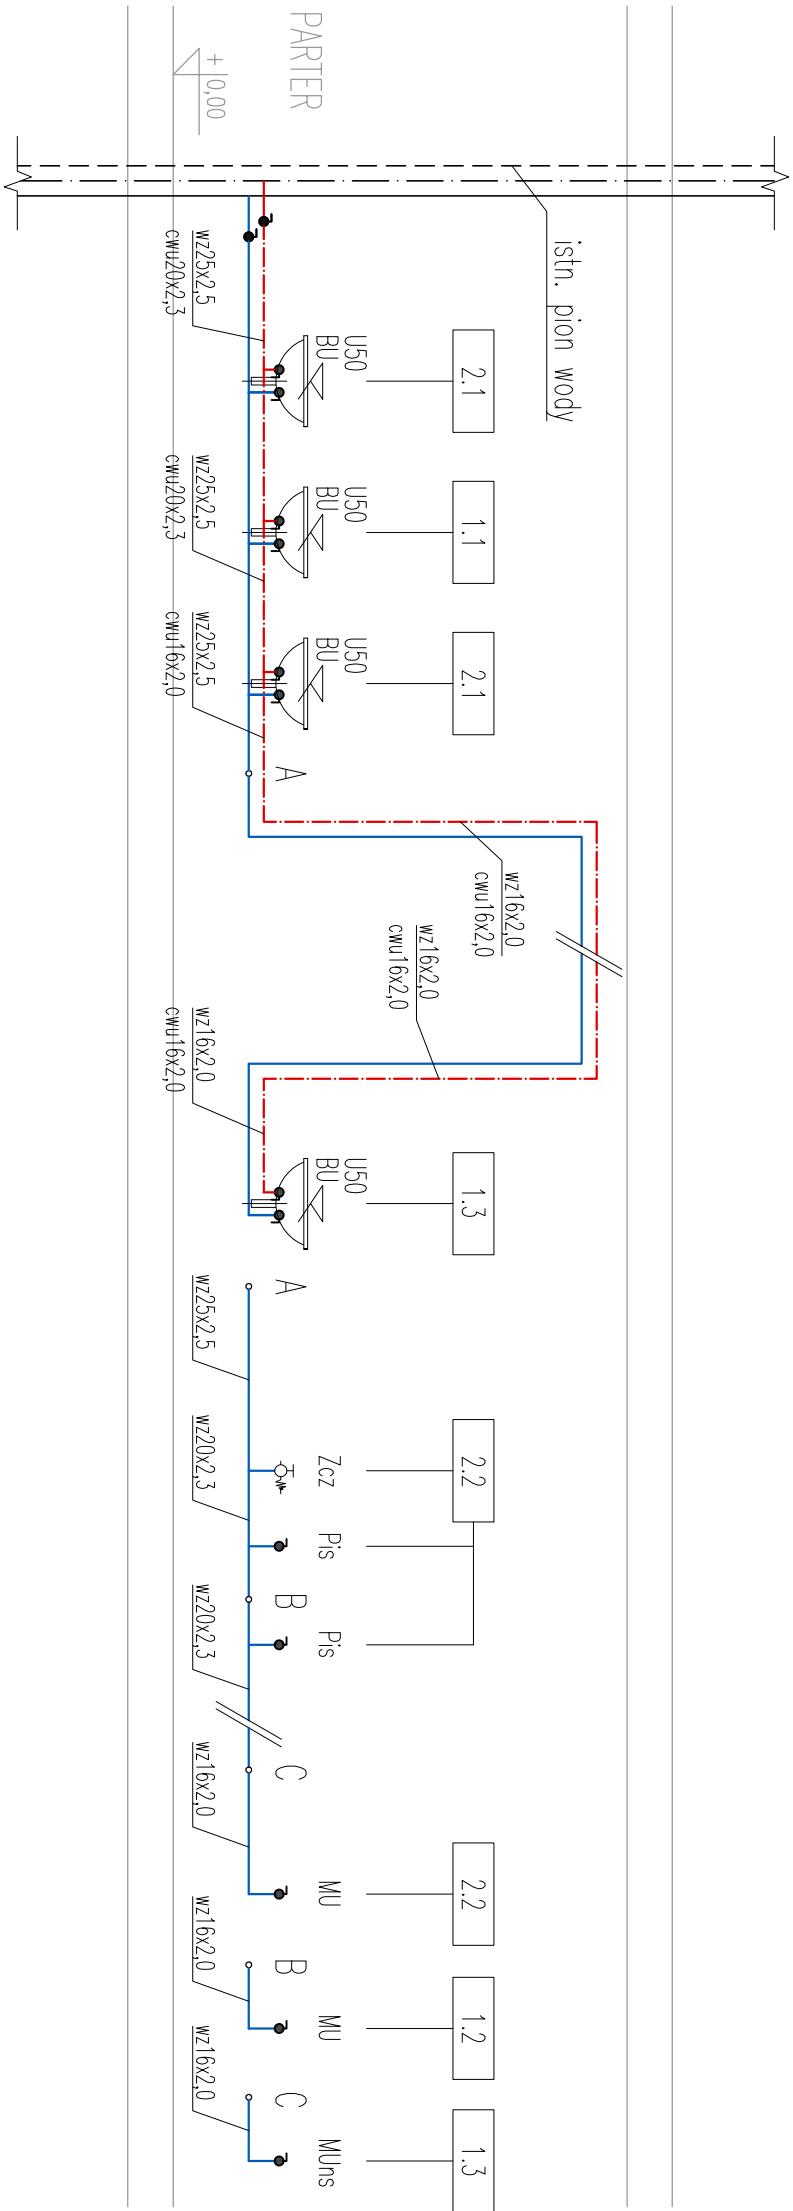 PARTER
+ 0,00
istn. pion wody
wz25x2,5
cwu20x2,3
U50
BU
2.1
wz25x2,5
cwu20x2,3
U50
BU
1.1
wz25x2,5
cwu16x2,0
U50
BU
2.1
A
wz16x2,0
cwu16x2,0
wz16x2,0
cwu16x2,0
wz16x2,0
cwu16x2,0
U50
BU
1.3
A
wz25x2,5
wz20x2,3
Zcz
2.2
Pis
B
Pis
wz20x2,3
C
wz16x2,0
MU
2.2
B
wz16x2,0
MU
1.2
C
wz16x2,0
MUns
1.3